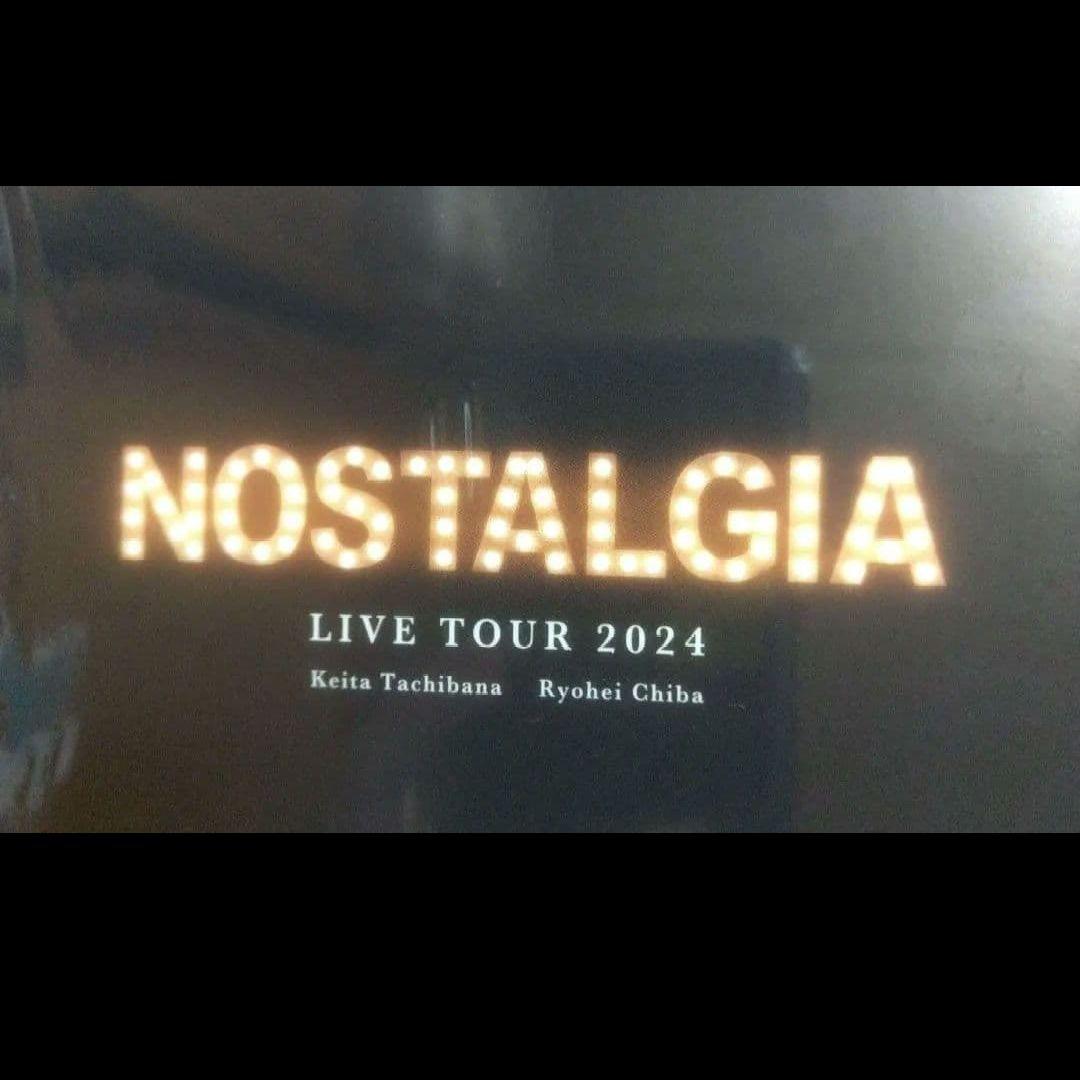 NOSTALGIA
LIVE TOUR 2024
Keita Tachibana Ryohei Chiba